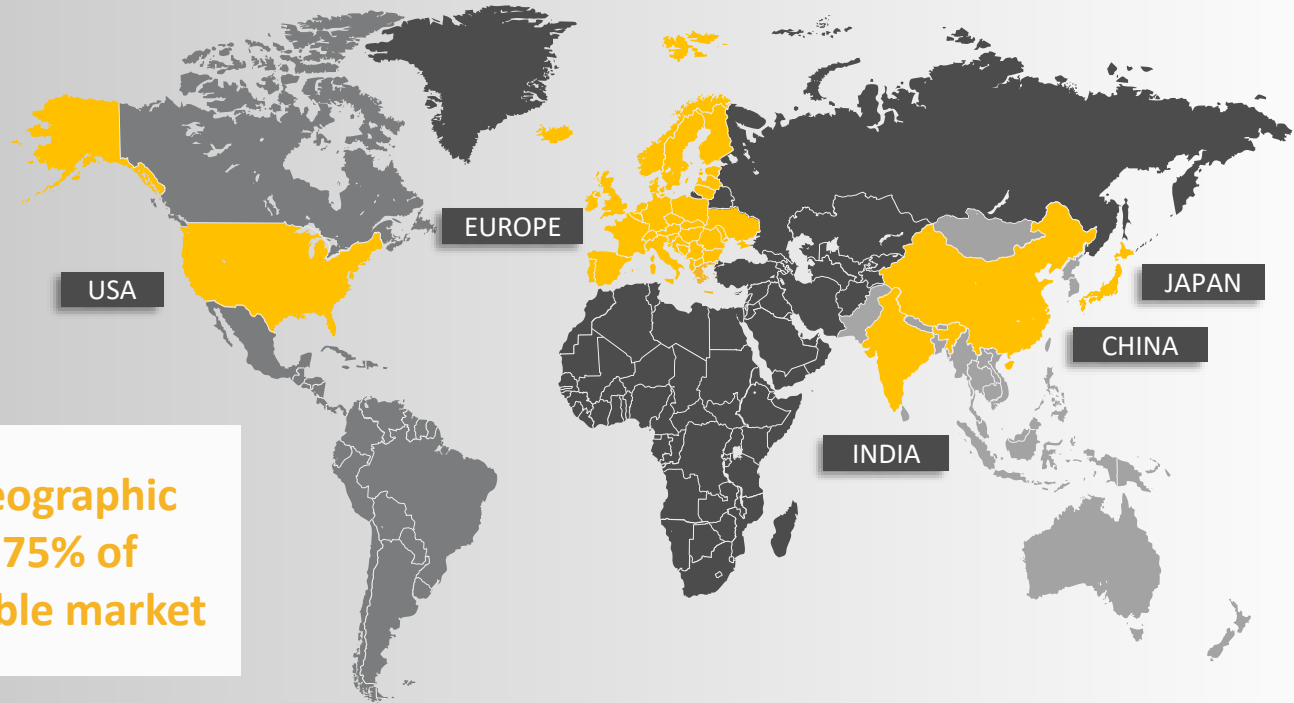 EUROPE
USA
JAPAN
CHINA
INDIA
eographic
75% of
ble market